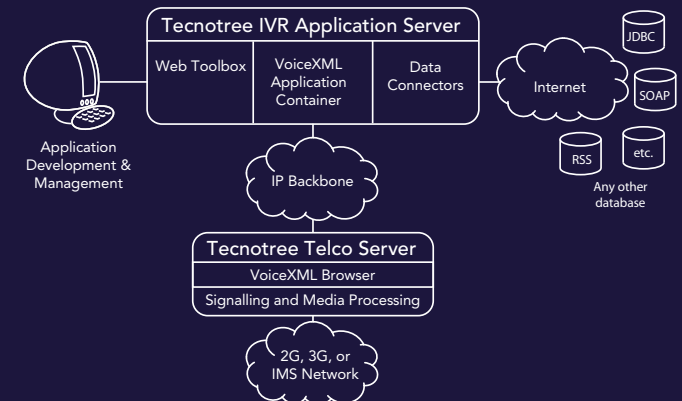 Tecnotree IVR Application Server
Web Toolbox
VoiceXML
Application
Container
Data
Connectors
Internet
JDBC
SOAP
RSS
etc.
Any other
database
Application
Development &
Management
IP Backbone
Tecnotree Telco Server
VoiceXML Browser
Signalling and Media Processing
2G, 3G, or
IMS Network